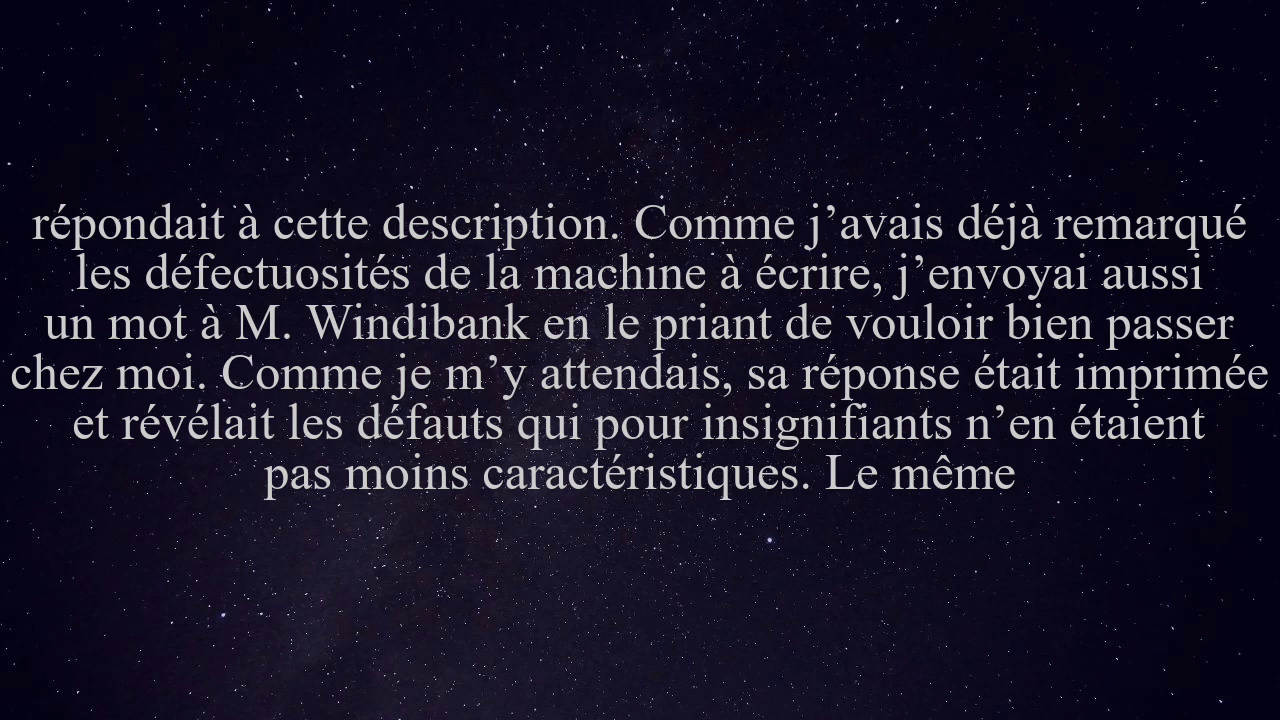 répondait à cette description. Comme j’avais déjà remarqué
les défectuosités de la machine à écrire, j’envoyai aussi
un mot à M. Windibank en le priant de vouloir bien passer
chez moi. Comme je m’y attendais, sa réponse était imprimée
et révélait les défauts qui pour insignifiants n’en étaient
pas moins caractéristiques. Le même